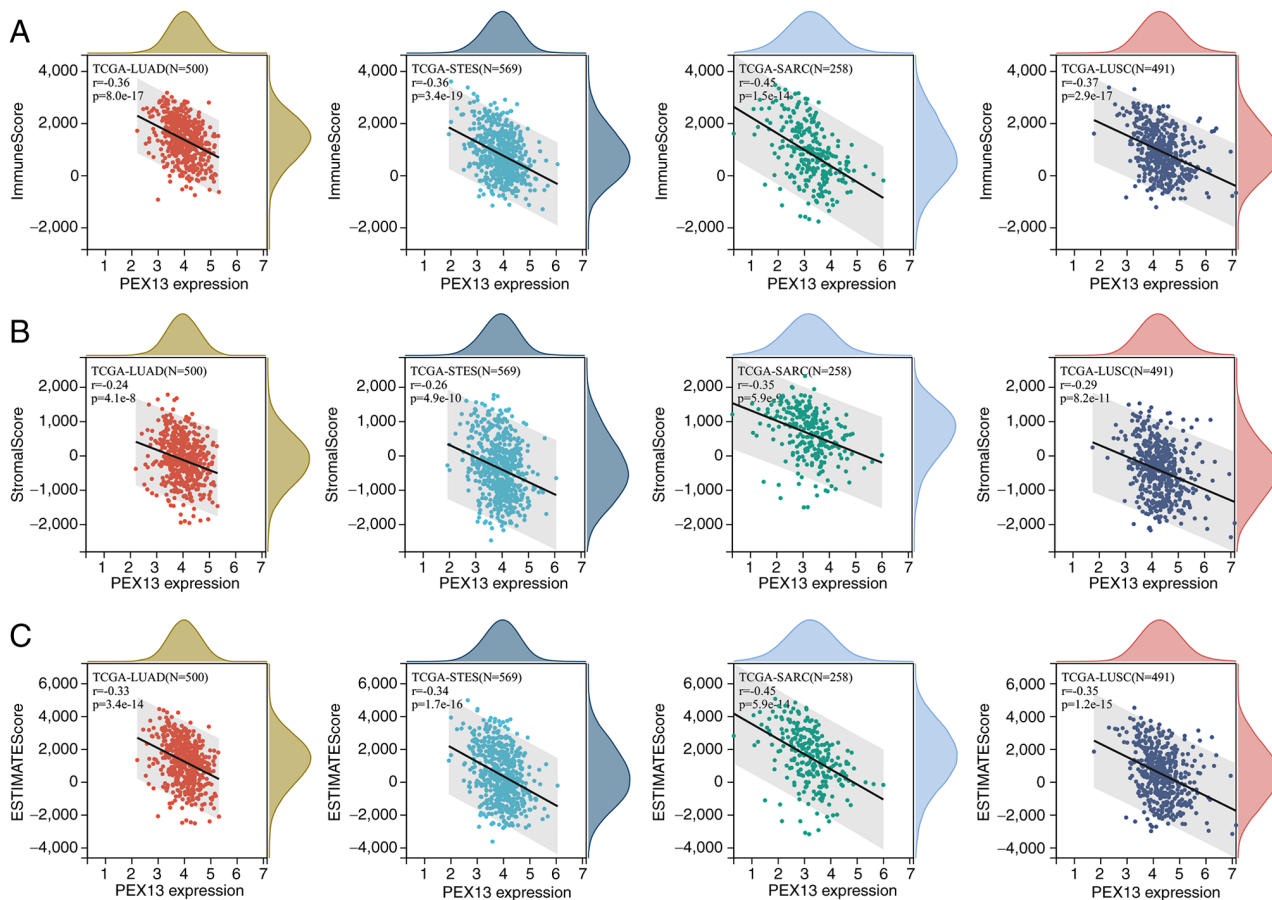 A
TCGA-LUAD(N=500)
r=-0.36
p=8.0e-17
4,000
2,000
0
−2,000
ImmuneScore
1 2 3 4 5 6 7
PEX13 expression
TCGA-STES(N=569)
r=-0.36
p=3.4e-19
4,000
2,000
0
−2,000
ImmuneScore
1 2 3 4 5 6 7
PEX13 expression
TCGA-SARC(N=258)
r=-0.45
p=1.5e-14
4,000
2,000
0
−2,000
ImmuneScore
1 2 3 4 5 6 7
PEX13 expression
TCGA-LUSC(N=491)
r=-0.37
p=2.9e-17
4,000
2,000
0
−2,000
ImmuneScore
1 2 3 4 5 6 7
PEX13 expression
B
TCGA-LUAD(N=500)
r=-0.24
p=4.1e-8
2,000
1,000
0
−1,000
−2,000
StromalScore
1 2 3 4 5 6 7
PEX13 expression
TCGA-STES(N=569)
r=-0.26
p=4.9e-10
2,000
1,000
0
−1,000
−2,000
StromalScore
1 2 3 4 5 6 7
PEX13 expression
TCGA-SARC(N=258)
r=-0.35
2,000
1,000
0
−1,000
−2,000
StromalScore
1 2 3 4 5 6 7
PEX13 expression
TCGA-LUSC(N=491)
r=-0.29
p=8.2e-11
2,000
1,000
0
−1,000
−2,000
StromalScore
1 2 3 4 5 6 7
PEX13 expression
C
TCGA-LUAD(N=500)
r=-0.33
p=3.4e-14
6,000
4,000
2,000
0
−2,000
−4,000
ESTIMATEScore
1 2 3 4 5 6 7
PEX13 expression
TCGA-STES(N=569)
r=-0.34
p=1.7e-16
6,000
4,000
2,000
0
−2,000
−4,000
ESTIMATEScore
1 2 3 4 5 6 7
PEX13 expression
TCGA-SARC(N=258)
r=-0.45
p=5.9e-14
6,000
4,000
2,000
0
−2,000
−4,000
ESTIMATEScore
1 2 3 4 5 6 7
PEX13 expression
TCGA-LUSC(N=491)
r=-0.35
p=1.2e-15
6,000
4,000
2,000
0
−2,000
−4,000
ESTIMATEScore
1 2 3 4 5 6 7
PEX13 expression